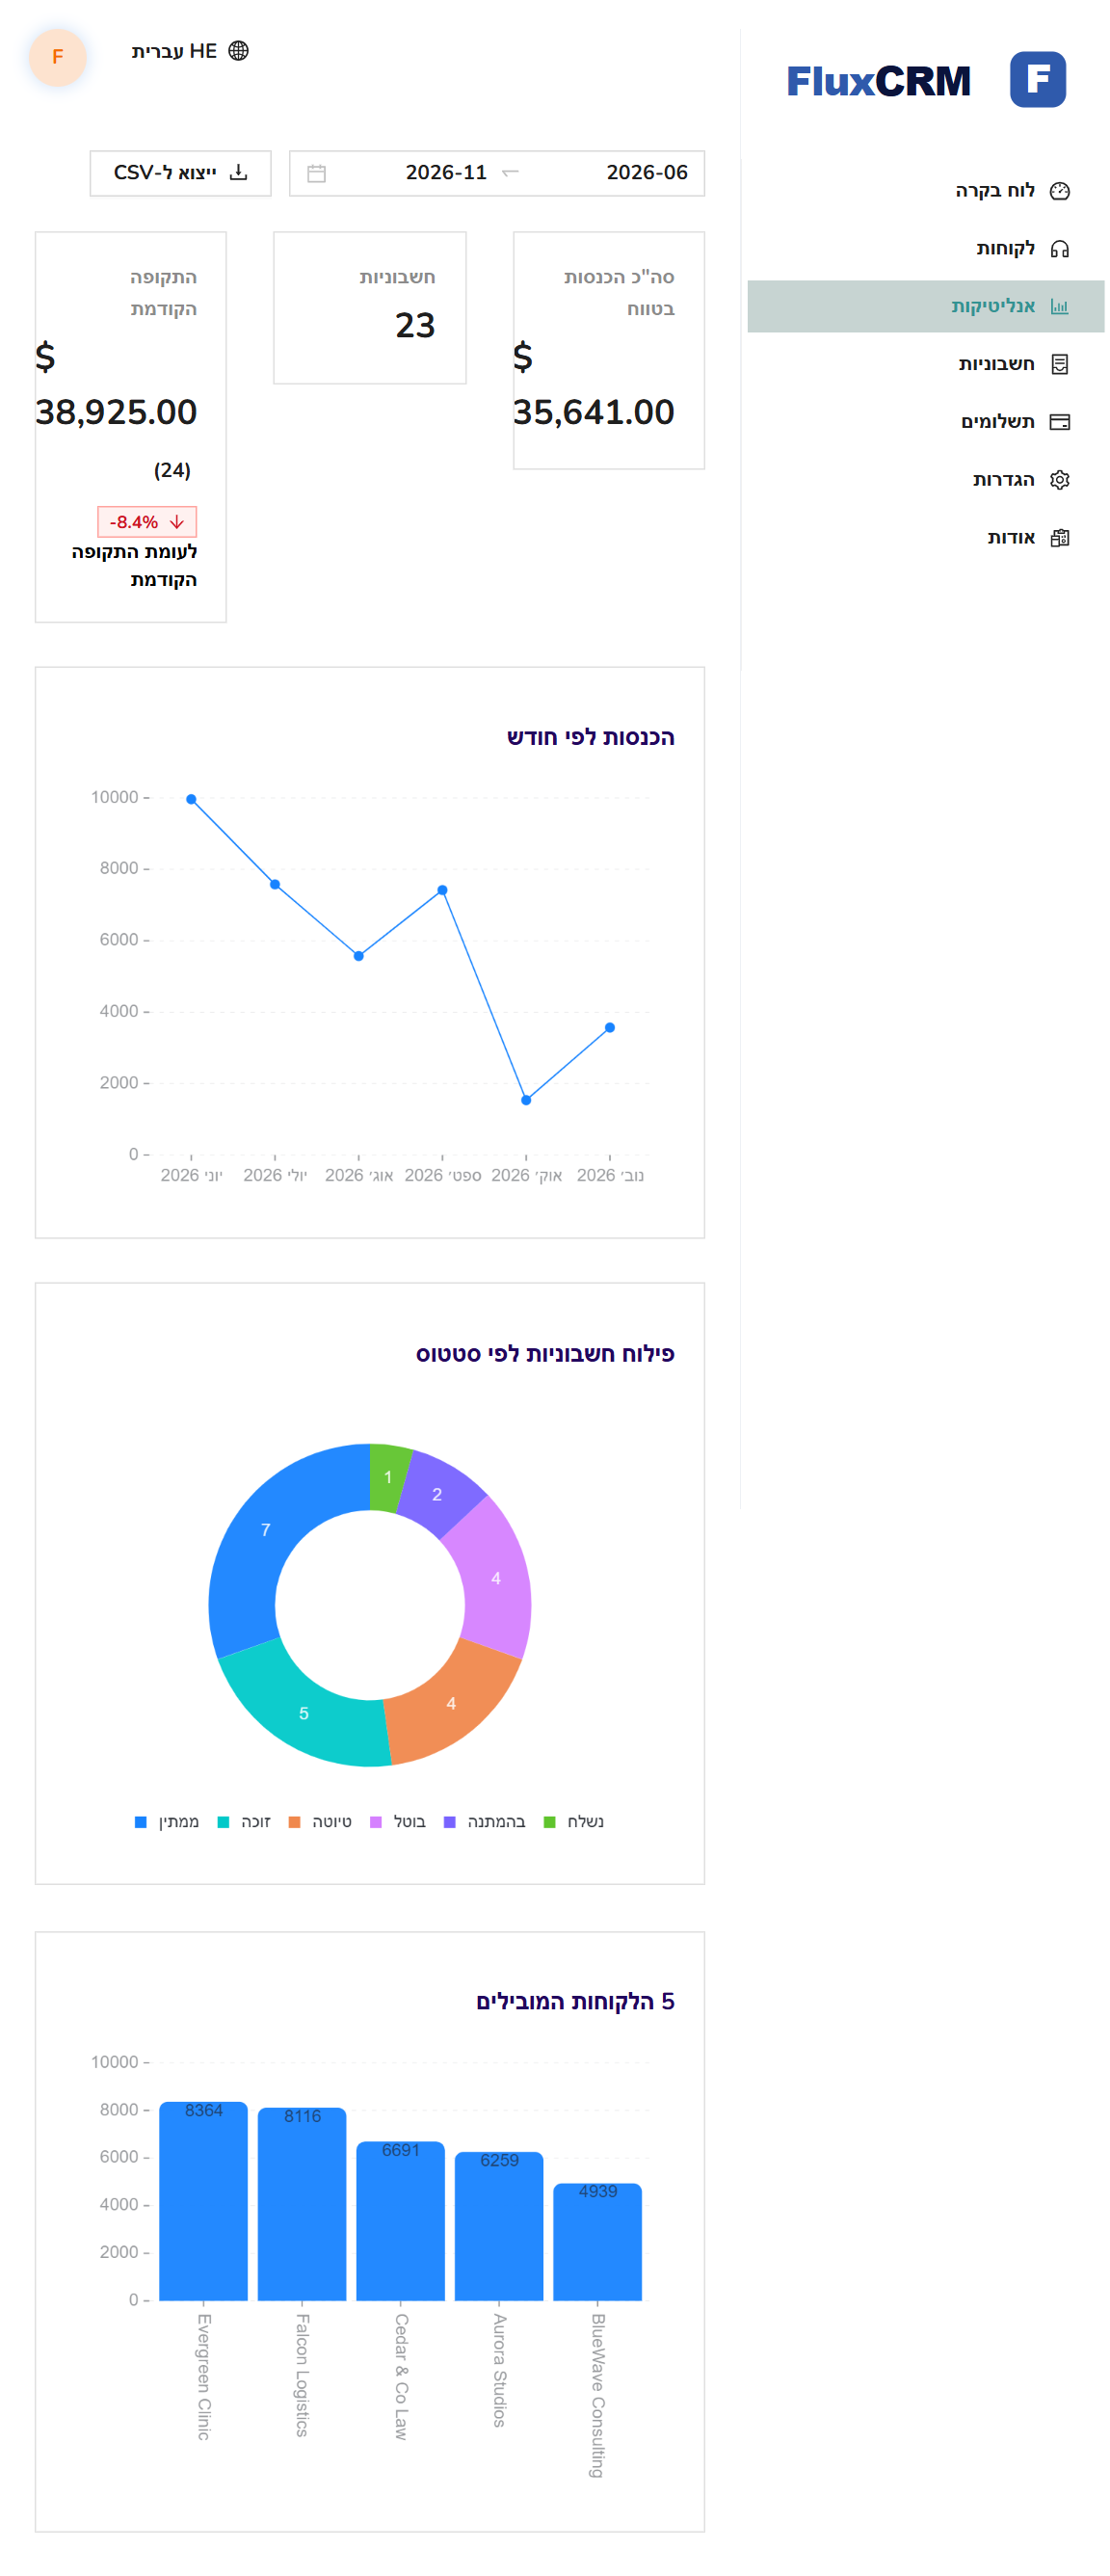 F
FluxCRM
HE עברית
F
לוח בקרה
לקוחות
אנליטיקות
חשבוניות
תשלומים
הגדרות
אודות
2026-06
2026-11
ייצוא ל-CSV
סה"כ הכנסות
בטווח
$
35,641.00
חשבוניות
23
התקופה
הקודמת
$
38,925.00
(24)
-8.4%
לעומת התקופה
הקודמת
הכנסות לפי חודש
10000
8000
6000
4000
2000
0
יוני 2026
יולי 2026
אוג׳ 2026
ספט׳ 2026
אוק׳ 2026
נוב׳ 2026
פילוח חשבוניות לפי סטטוס
1
2
4
4
5
7
ממתין
זוכה
טיוטה
בוטל
בהמתנה
נשלח
5 הלקוחות המובילים
10000
8000
6000
4000
2000
0
8364
8116
6691
6259
4939
Evergreen Clinic
Falcon Logistics
Cedar & Co Law
Aurora Studios
BlueWave Consulting